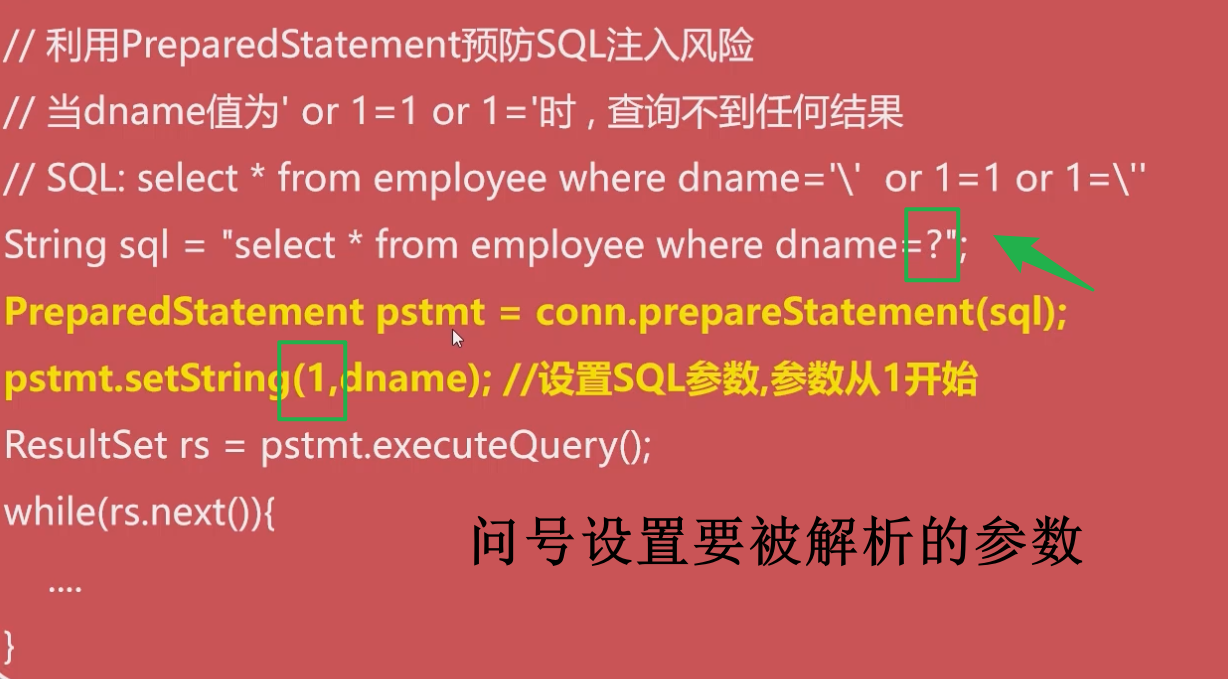 // 利用PreparedStatement预防SQL注入风险
// 当dname值为' or 1=1 or 1='时 , 查询不到任何结果
// SQL: select * from employee where dname='\'  or 1=1 or 1=\''
String sql = "select * from employee where dname=?";
PreparedStatement pstmt = conn.prepareStatement(sql);
pstmt.setString(1,dname); //设置SQL参数,参数从1开始
ResultSet rs = pstmt.executeQuery();
while(rs.next()){
问号设置要被解析的参数
....
}